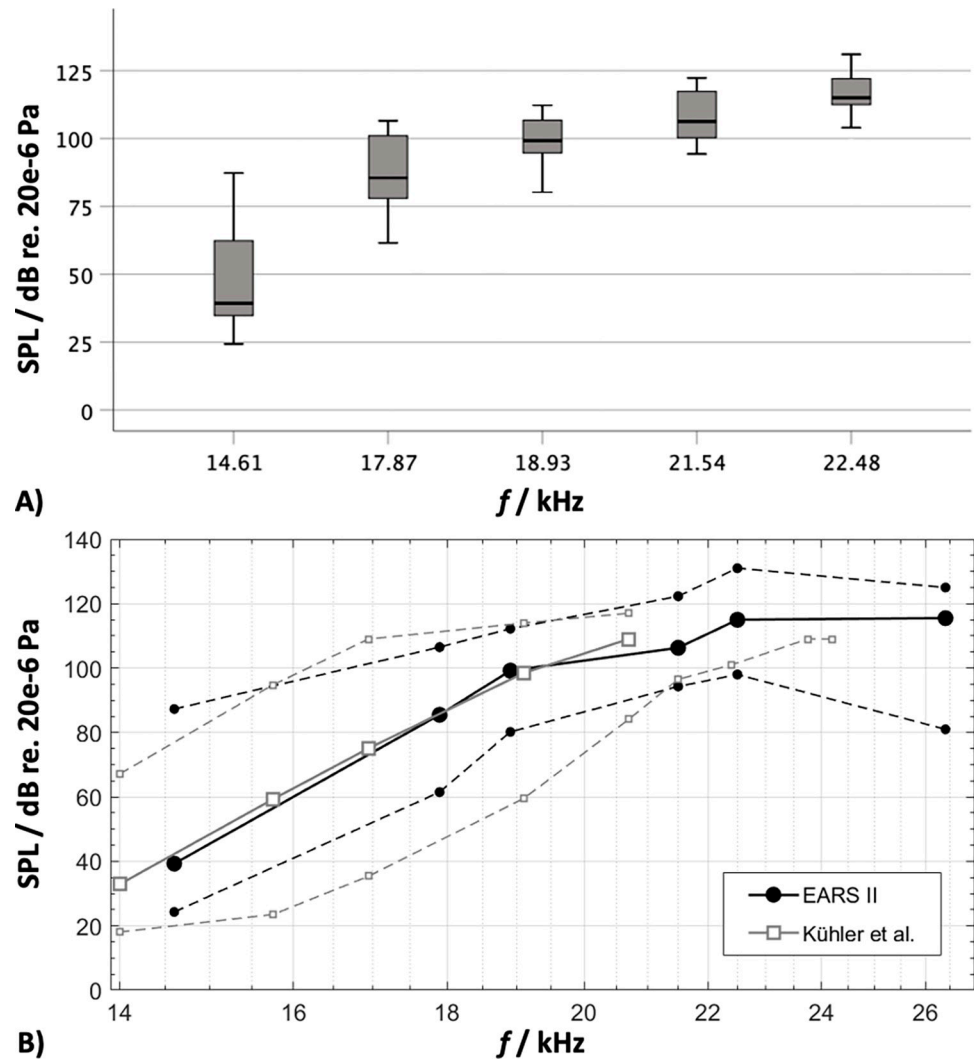 SPL / dB re. 20e-6 Pa
125
100
75
50
25
0
14.61 17.87 18.93 21.54 22.48
A) f / kHz
SPL / dB re. 20e-6 Pa
140
120
100
80
60
40
20
0
EARS II
Kühler et al.
14 16 18 20 22 24 26
B) f / kHz